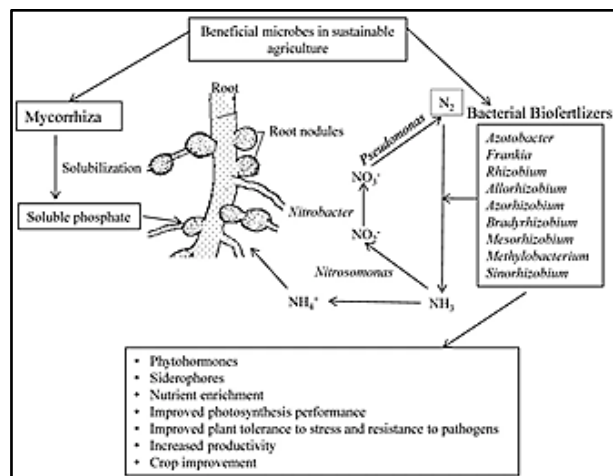 Beneficial microbes in sustainable
agriculture
Root
Mycorrhiza
N₂
Bacterial Biofertlizers
Root nodules
Pseudomonas
Solubilization
Azotobacter
Frankia
Rhizobium
Allorhizobium
Azorhizobium
Bradyrhizobium
Mesorhizobium
Methylobacterium
Sinorhizobium
NO₃⁻
Soluble phosphate
Nitrobacter
NO₂⁻
Nitrosomonas
NH₄⁺
NH₃
• Phytohormones
• Siderophores
• Nutrient enrichment
• Improved photosynthesis performance
• Improved plant tolerance to stress and resistance to pathogens
• Increased productivity
• Crop improvement